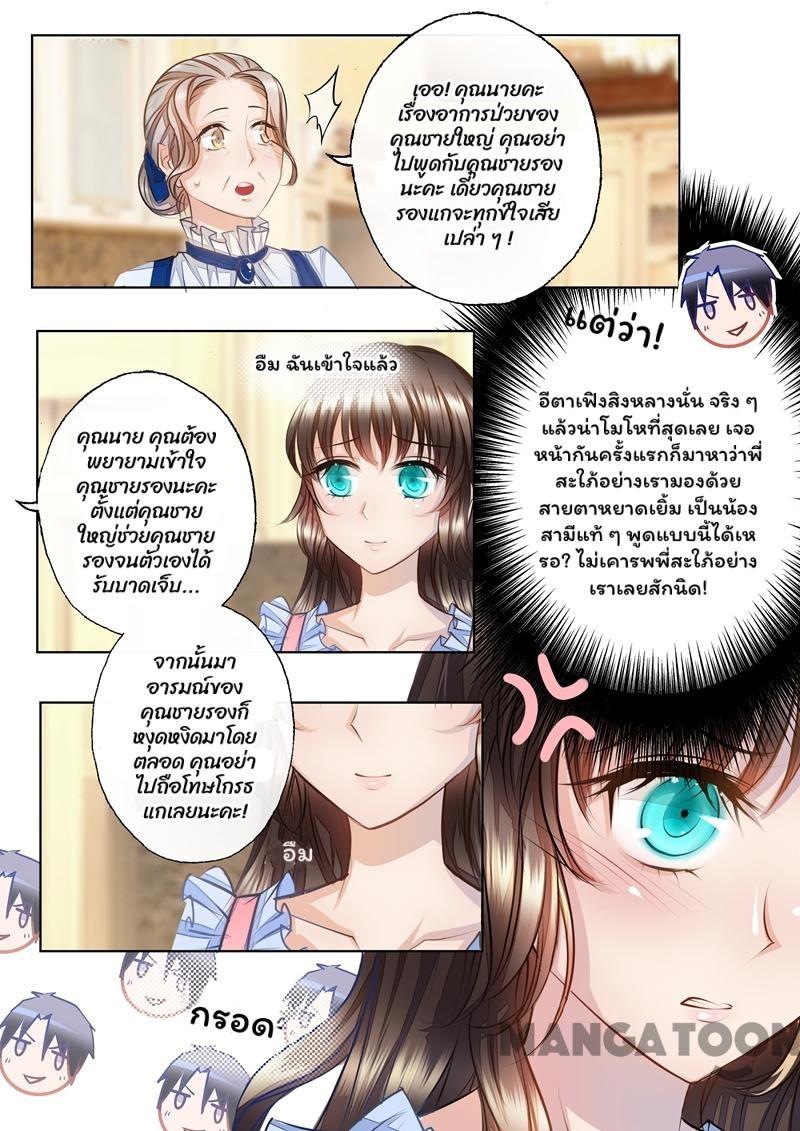 เออ! คุณนายคะ
เรื่องอาการป่วยของ
คุณชายใหญ่ คุณอย่า
ไปพูดกับคุณชายรอง
นะคะ เดี๋ยวคุณชาย
รองแกจะทุกข์ใจเสีย
เปล่า ๆ !
อืม ฉันเข้าใจแล้ว
คุณนาย คุณต้อง
พยายามเข้าใจ
คุณชายรองนะคะ
ตั้งแต่คุณชาย
ใหญ่ช่วยคุณชาย
รองจนตัวเองได้
รับบาดเจ็บ...
จากนั้นมา
อารมณ์ของ
คุณชายรองก็
หงุดหงิดมาโดย
ตลอด คุณอย่า
ไปถือโทษโกรธ
แกเลยนะคะ!
อืม
แต่ว่า!
อีตาเฟิงสิงหลางนั่น จริง ๆ
แล้วน่าโมโหที่สุดเลย เจอ
หน้ากันครั้งแรกก็มาหาว่าพี่
สะใภ้อย่างเรามองด้วย
สายตาหยาดเยิ้ม เป็นน้อง
สามีแท้ ๆ พูดแบบนี้ได้เห
รอ? ไม่เคารพพี่สะใภ้อย่าง
เราเลยสักนิด!
กรอด
MANGA TOON